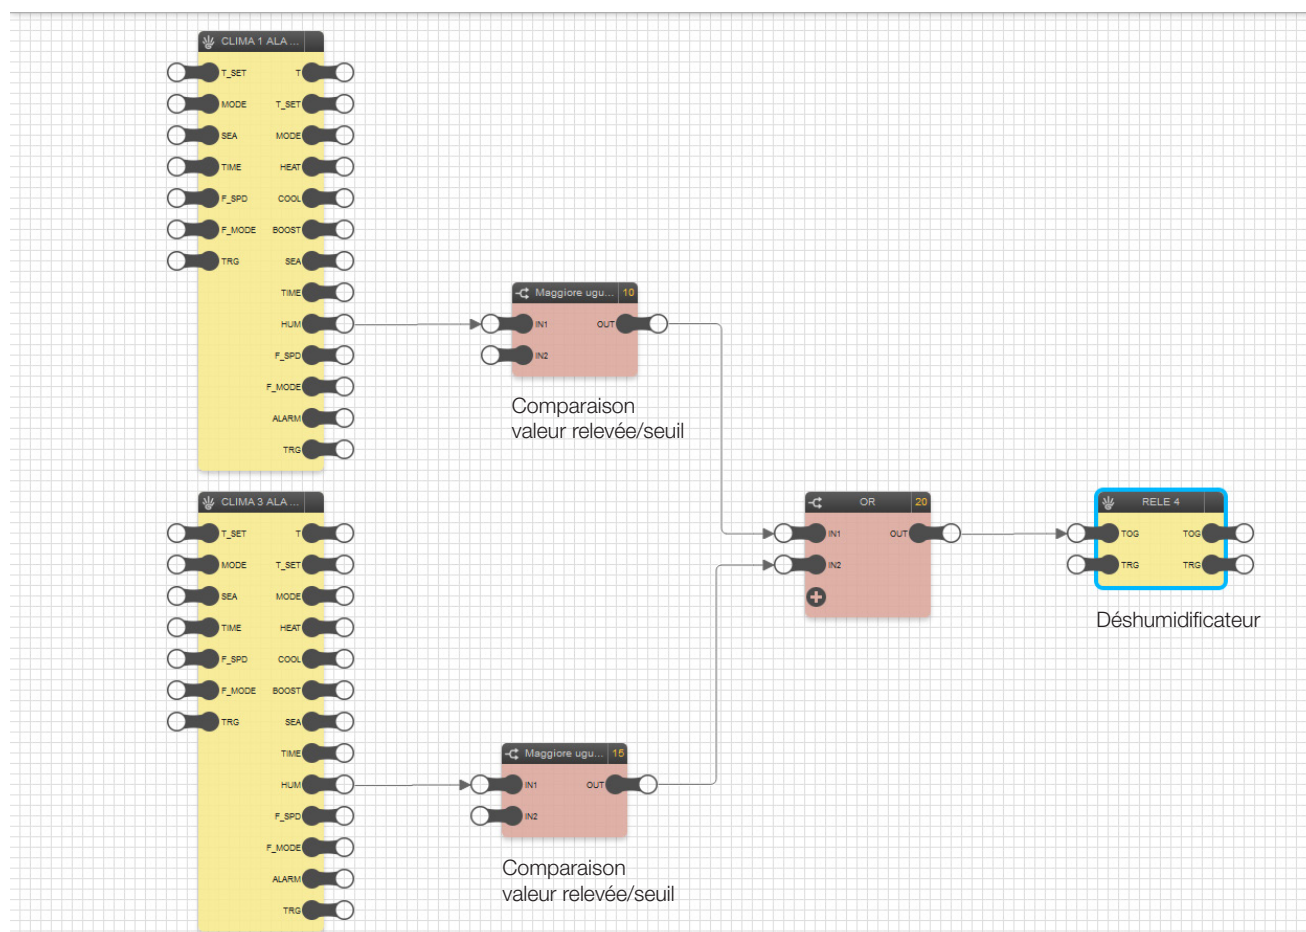 CLIMA 1 ALA ...
T_SET T
MODE T_SET
SEA MODE
TIME HEAT
F_SPD COOL
F_MODE BOOST
TRG SEA
TIME
HUM
F_SPD
F_MODE
ALARM
TRG
Maggiore ugu... 10
IN1 OUT
IN2
Comparaison
valeur relevée/seuil
CLIMA 3 ALA ...
T_SET T
MODE T_SET
SEA MODE
TIME HEAT
F_SPD COOL
F_MODE BOOST
TRG SEA
TIME
HUM
F_SPD
F_MODE
ALARM
TRG
Maggiore ugu... 15
IN1 OUT
IN2
Comparaison
valeur relevée/seuil
OR 20
IN1 OUT
IN2
RELE 4
TOG TOG
TRG TRG
Déshumidificateur